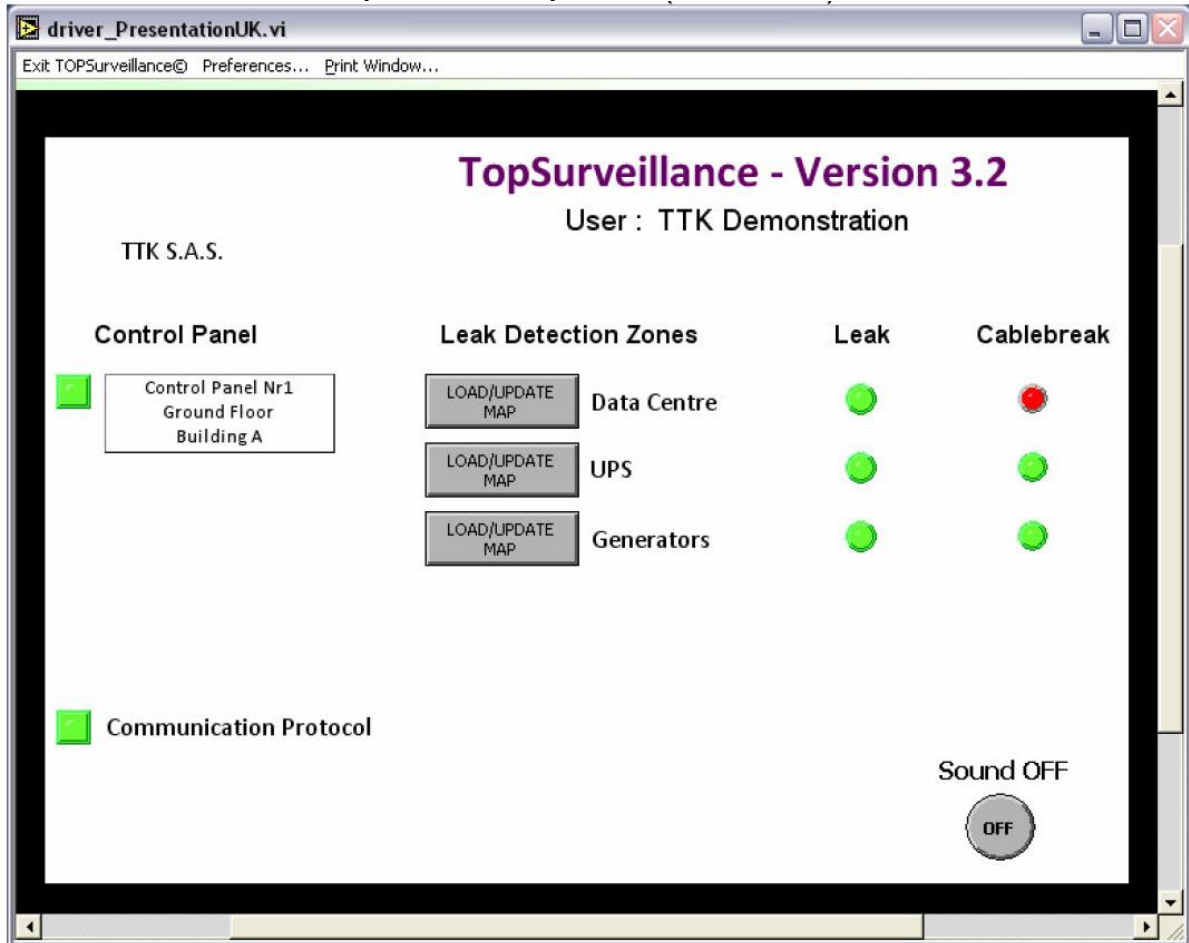 driver_PresentationUK.vi
Exit TOPSurveillance© Preferences... Print Window...
TopSurveillance - Version 3.2
User : TTK Demonstration
TTK S.A.S.
Control Panel Leak Detection Zones Leak Cablebreak
Control Panel Nr1
Ground Floor
Building A
LOAD/UPDATE
MAP
Data Centre
LOAD/UPDATE
MAP
UPS
LOAD/UPDATE
MAP
Generators
Communication Protocol
Sound OFF
OFF